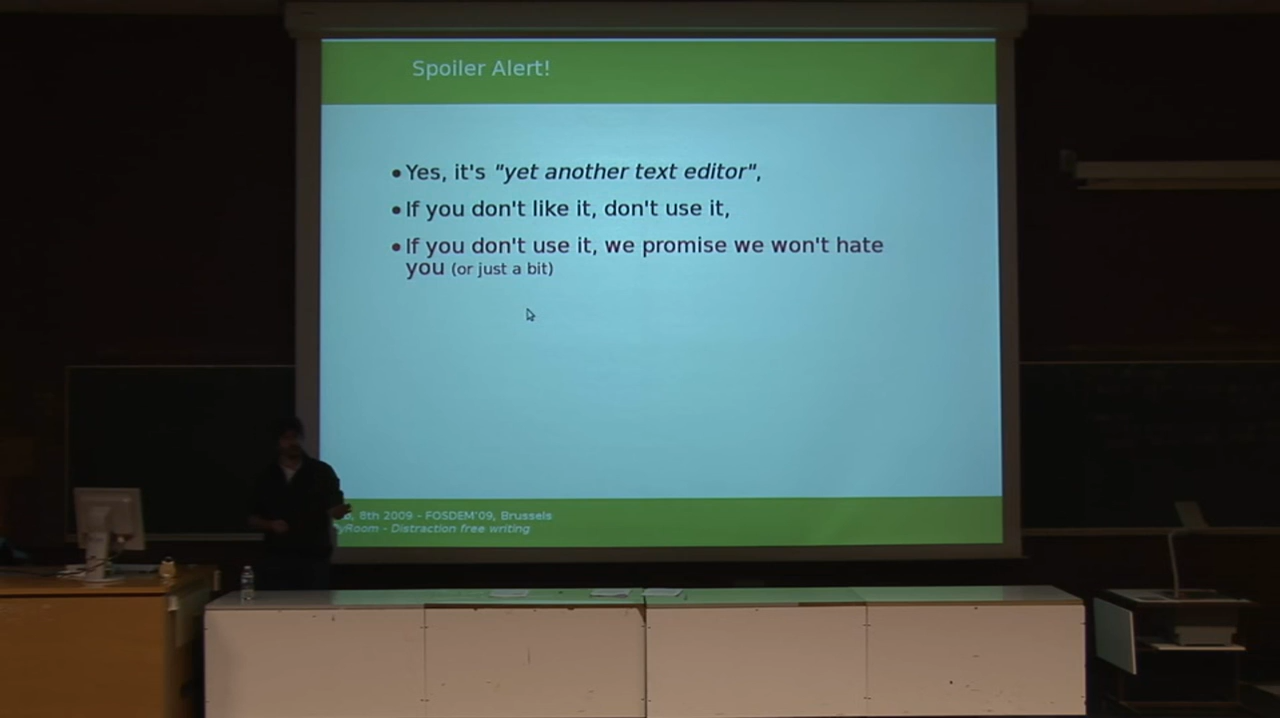 Spoiler Alert!
•Yes, it's "yet another text editor",
•If you don't like it, don't use it,
•If you don't use it, we promise we won't hate
you (or just a bit)
8th 2009 - FOSDEM'09, Brussels
- Distraction free writing